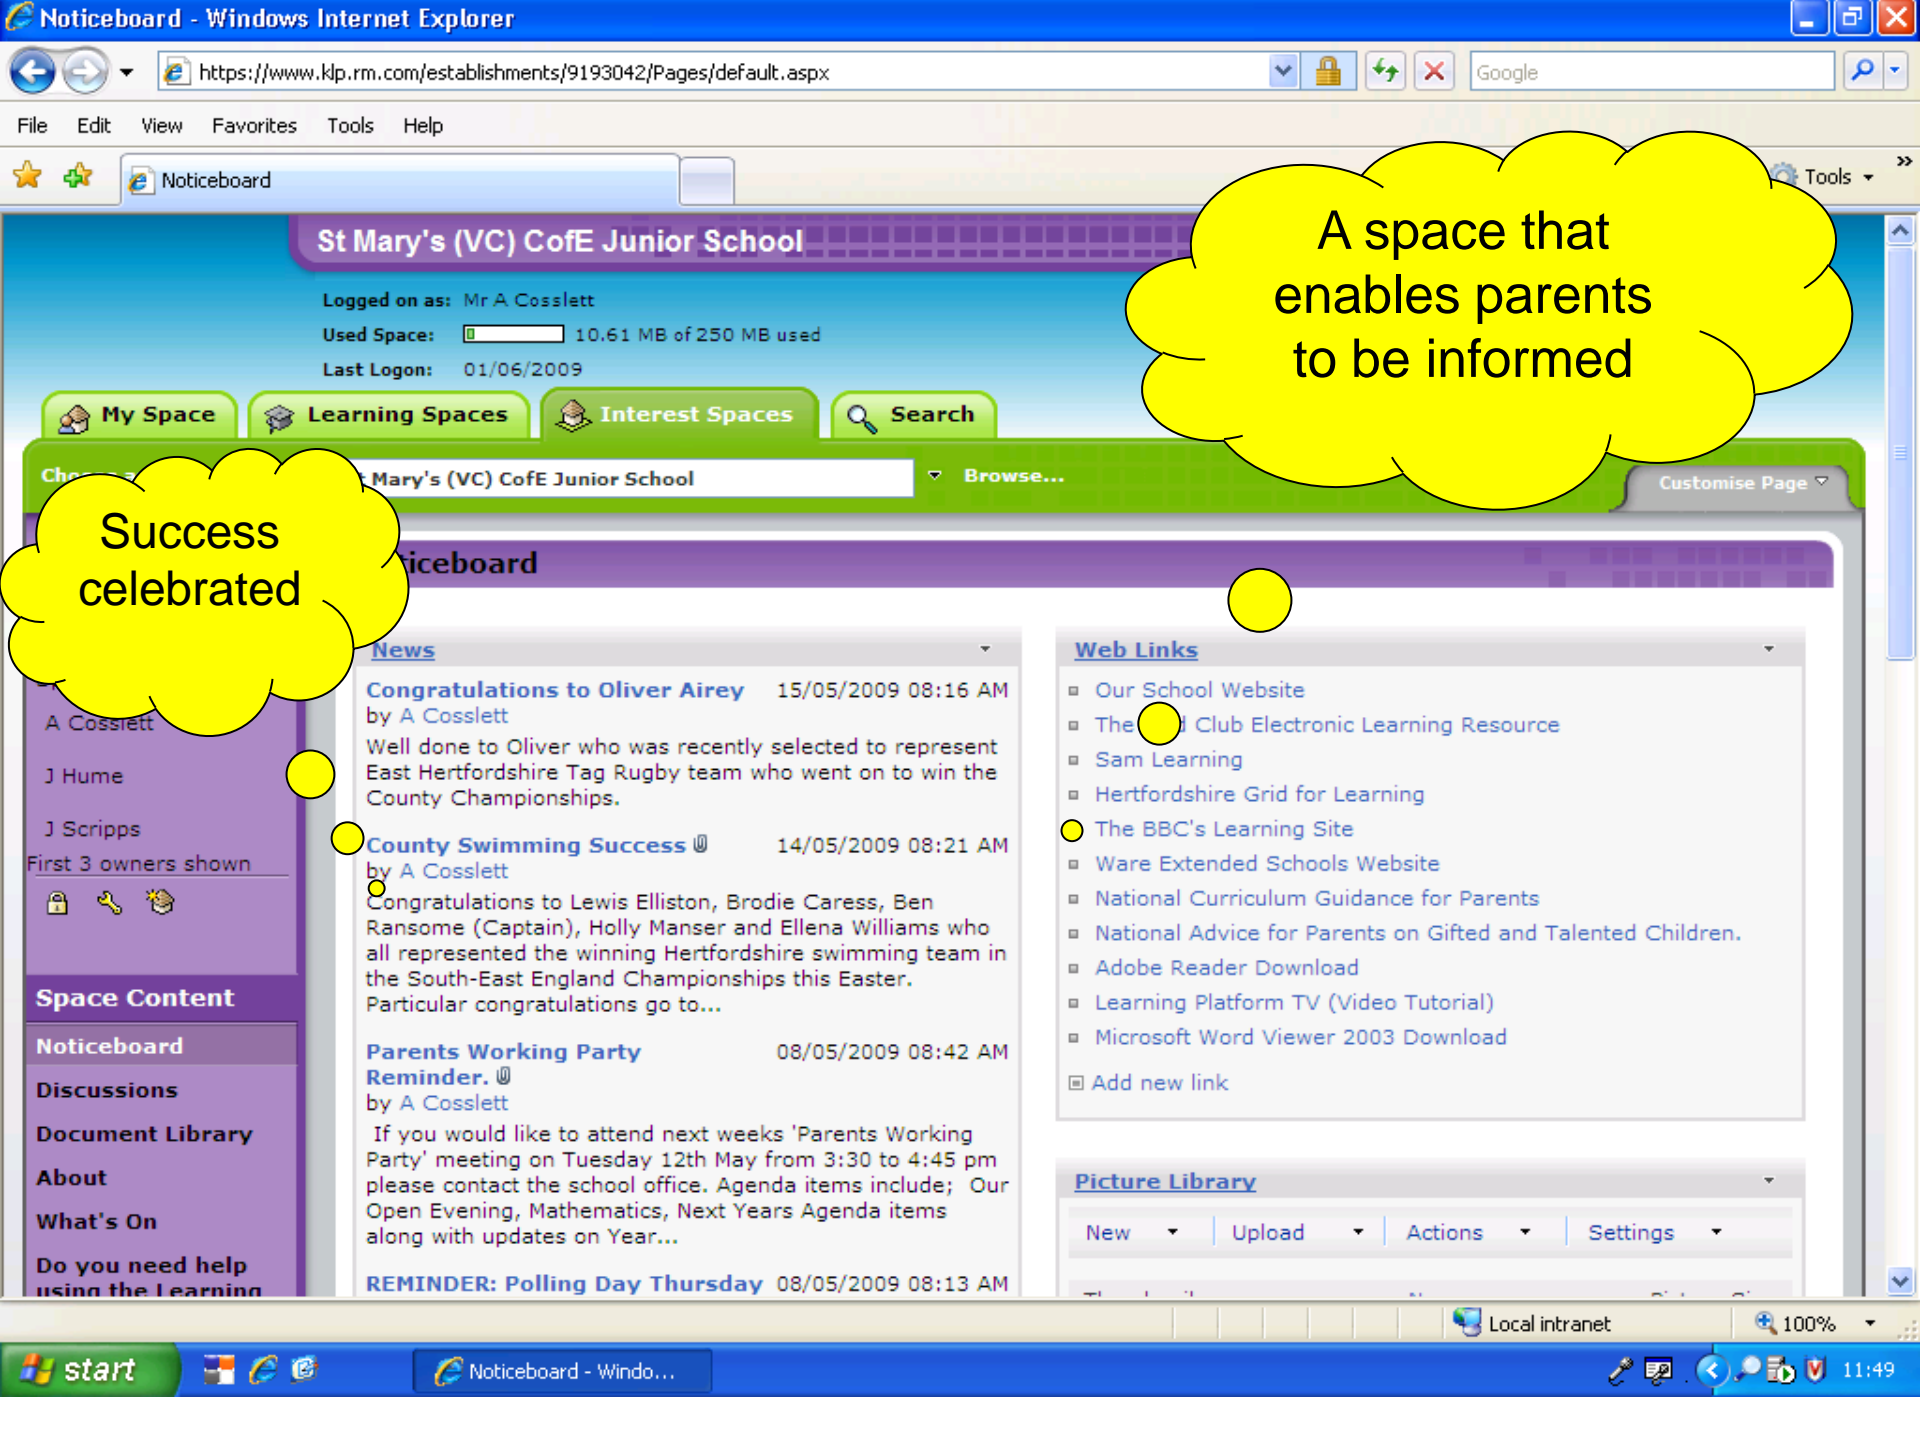 Noticeboard - Windows Internet Explorer
https://www.klp.rm.com/establishments/9193042/Pages/default.aspx
Google
File Edit View Favorites Tools Help
Noticeboard
Tools
St Mary's (VC) CofE Junior School
Logged on as: Mr A Cosslett
Used Space: 10.61 MB of 250 MB used
Last Logon: 01/06/2009
A space that
enables parents
to be informed
My Space
Learning Spaces
Interest Spaces
Search
Mary's (VC) CofE Junior School
Browse...
Customise Page
Success
celebrated
A Cosslett
J Hume
J Scripps
First 3 owners shown
Space Content
Noticeboard
Discussions
Document Library
About
What's On
Do you need help
using the Learning
News
Congratulations to Oliver Airey 15/05/2009 08:16 AM
by A Cosslett
Well done to Oliver who was recently selected to represent
East Hertfordshire Tag Rugby team who went on to win the
County Championships.
County Swimming Success 14/05/2009 08:21 AM
by A Cosslett
Congratulations to Lewis Elliston, Brodie Caress, Ben
Ransome (Captain), Holly Manser and Ellena Williams who
all represented the winning Hertfordshire swimming team in
the South-East England Championships this Easter.
Particular congratulations go to...
Parents Working Party 08/05/2009 08:42 AM
Reminder.
by A Cosslett
If you would like to attend next weeks 'Parents Working
Party' meeting on Tuesday 12th May from 3:30 to 4:45 pm
please contact the school office. Agenda items include; Our
Open Evening, Mathematics, Next Years Agenda items
along with updates on Year...
REMINDER: Polling Day Thursday 08/05/2009 08:13 AM
Web Links
Our School Website
The Club Electronic Learning Resource
Sam Learning
Hertfordshire Grid for Learning
The BBC's Learning Site
Ware Extended Schools Website
National Curriculum Guidance for Parents
National Advice for Parents on Gifted and Talented Children.
Adobe Reader Download
Learning Platform TV (Video Tutorial)
Microsoft Word Viewer 2003 Download
Add new link
Picture Library
New Upload Actions Settings
Local intranet
100%
start
Noticeboard - Windo...
11:49